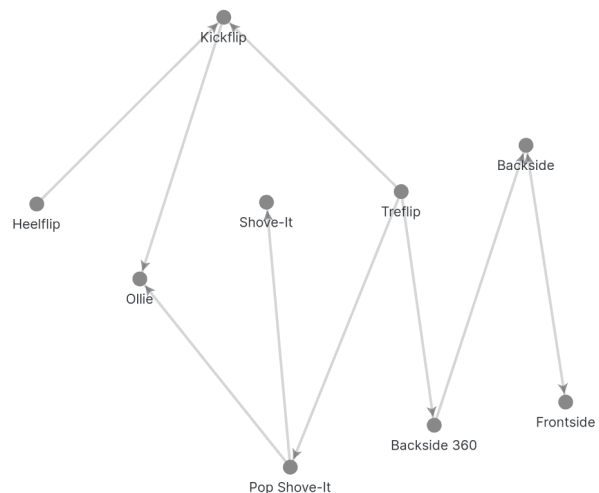 Kickflip
Backside
Heelflip
Shove-It
Treflip
Ollie
Frontside
Backside 360
Pop Shove-It